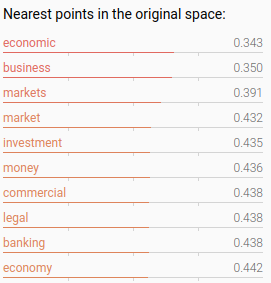 Nearest points in the original space:
economic 0.343
business 0.350
markets 0.391
market 0.432
investment 0.435
money 0.436
commercial 0.438
legal 0.438
banking 0.438
economy 0.442